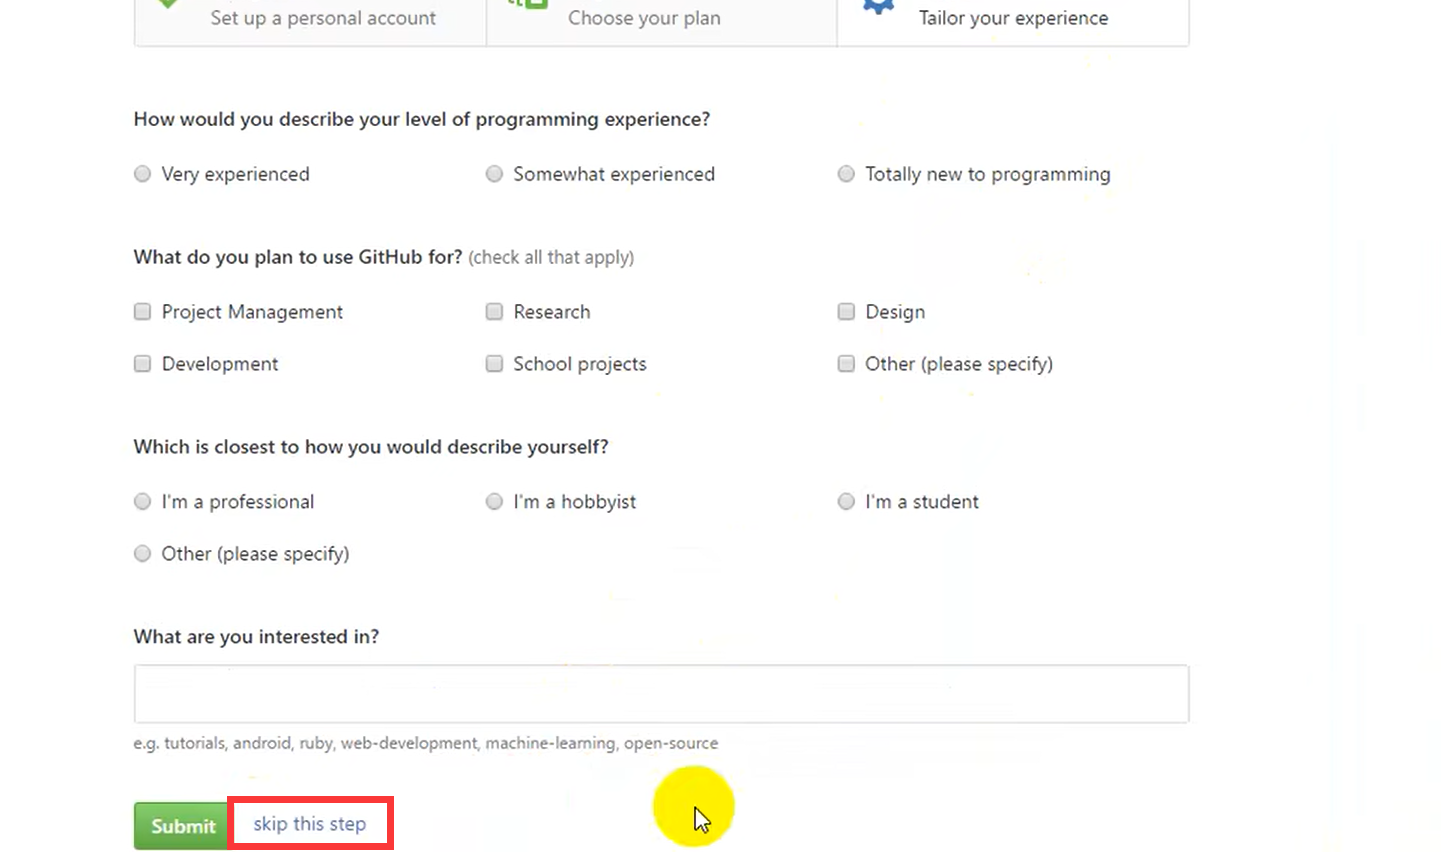 Set up a personal account Choose your plan Tailor your experience
How would you describe your level of programming experience?
Very experienced Somewhat experienced Totally new to programming
What do you plan to use GitHub for? (check all that apply)
Project Management Research Design
Development School projects Other (please specify)
Which is closest to how you would describe yourself?
I'm a professional I'm a hobbyist I'm a student
Other (please specify)
What are you interested in?
e.g. tutorials, android, ruby, web-development, machine-learning, open-source
Submit skip this step